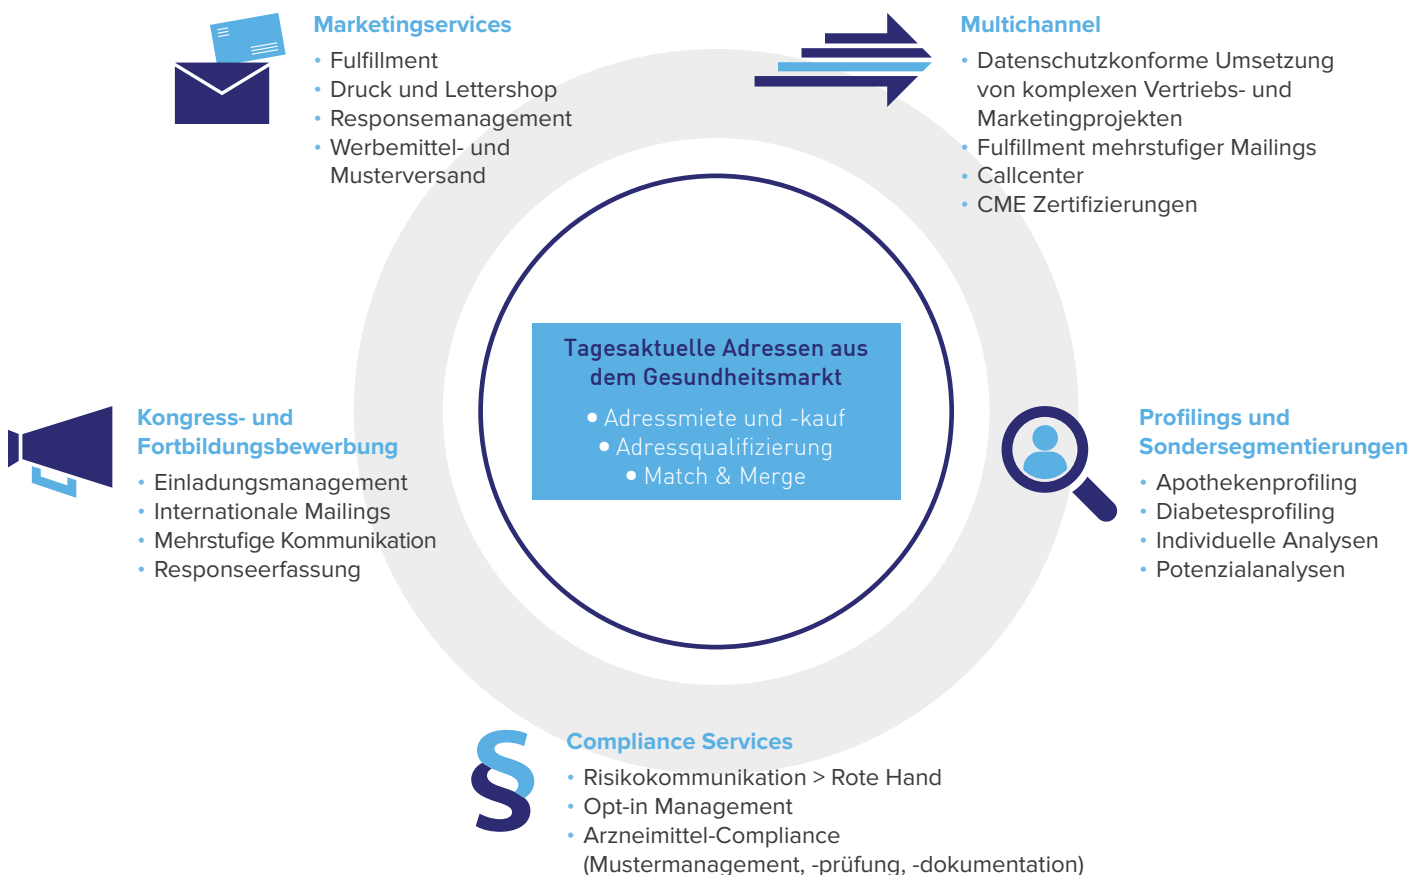 Marketingservices
• Fulfillment
• Druck und Lettershop
• Responsemanagement
• Werbemittel- und
Musterversand
Multichannel
• Datenschutzkonforme Umsetzung
von komplexen Vertriebs- und
Marketingprojekten
• Fulfillment mehrstufiger Mailings
• Callcenter
• CME Zertifizierungen
Tagesaktuelle Adressen aus
dem Gesundheitsmarkt
• Adressmiete und -kauf
• Adressqualifizierung
• Match & Merge
Kongress- und
Fortbildungsbewerbung
• Einladungsmanagement
• Internationale Mailings
• Mehrstufige Kommunikation
• Responseerfassung
Profilings und
Sondersegmentierungen
• Apothekenprofiling
• Diabetesprofiling
• Individuelle Analysen
• Potenzialanalysen
§
Compliance Services
• Risikokommunikation > Rote Hand
• Opt-in Management
• Arzneimittel-Compliance
(Mustermanagement, -prüfung, -dokumentation)